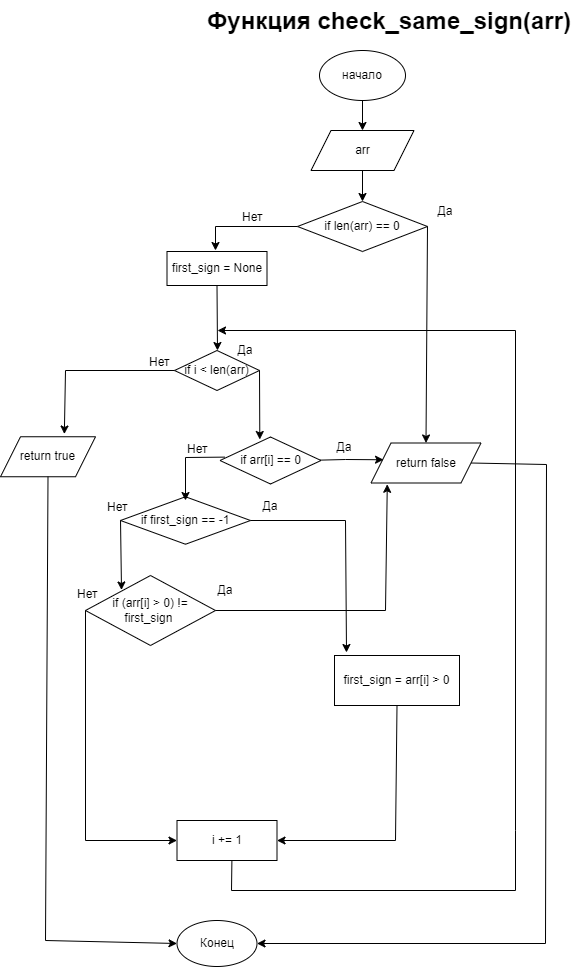 Функция check_same_sign(arr)
начало
arr
if len(arr) == 0
Нет
Да
first_sign = None
if i < len(arr)
Нет
Да
return true
if arr[i] == 0
Нет
Да
return false
if first_sign == -1
Нет
Да
if (arr[i] > 0) !=
first_sign
Нет
Да
first_sign = arr[i] > 0
i += 1
Конец